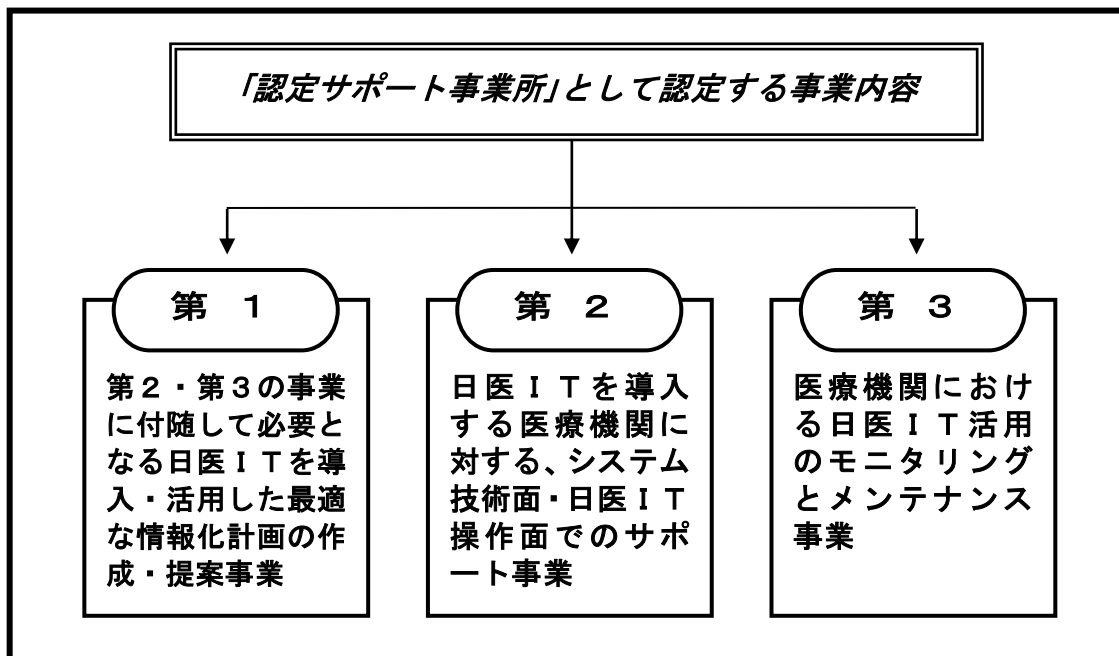 ｢認定サポート事業所｣として認定する事業内容
第　１
第２・第３の事業
に付随して必要と
なる日医ＩＴを導
入・活用した最適
な情報化計画の作
成・提案事業
第　２
日医ＩＴを導入
する医療機関に
対する、システム
技術面・日医ＩＴ
操作面でのサポ
ート事業
第　３
医療機関におけ
る日医ＩＴ活用
のモニタリング
とメンテナンス
事業